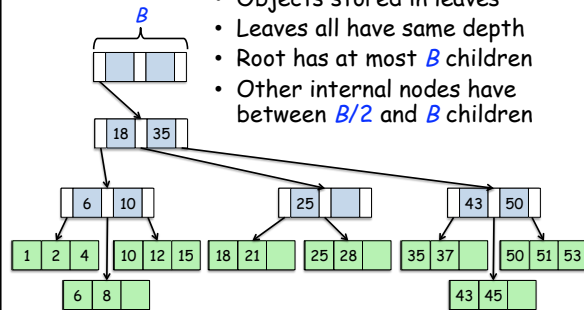 • Objects stored in leaves
B
• Leaves all have same depth
• Root has at most B children
• Other internal nodes have
between B/2 and B children
18 35
6 10
25
43 50
1 2 4
10 12 15
18 21
25 28
35 37
50 51 53
6 8
43 45